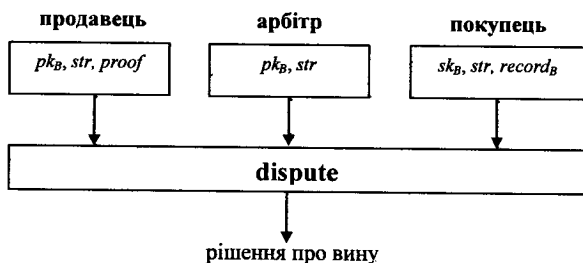 продавець арбітр покупець
pk_B, str, proof pk_B, str sk_B, str, record_B
dispute
рішення про вину